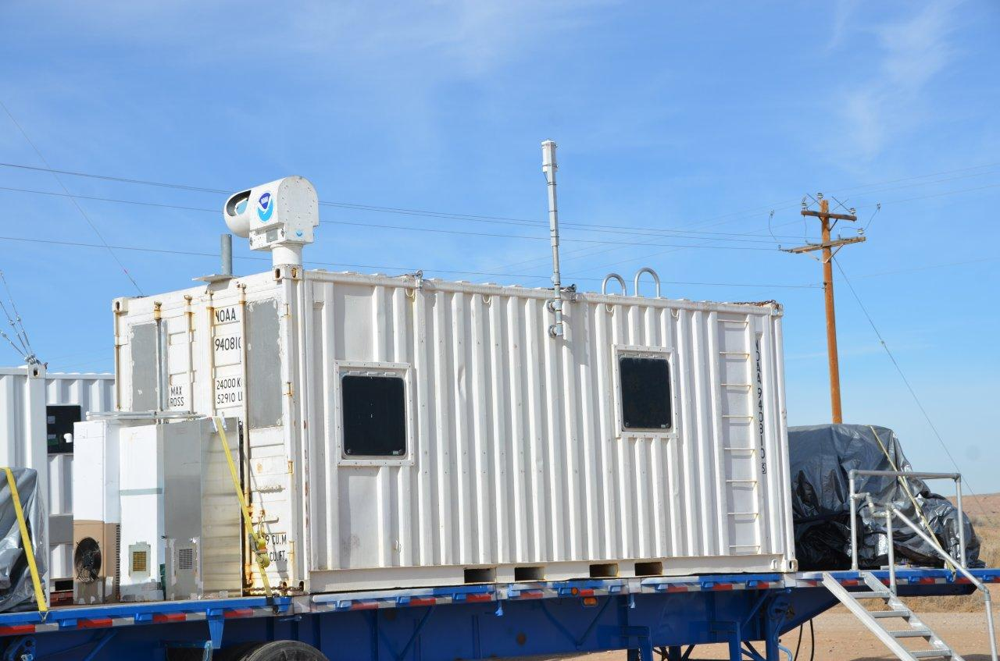 NOAA
94081
24000 K
52910 L
MAX
ROSS
9 CU.M
CU.FT.
NOAA 940810 5